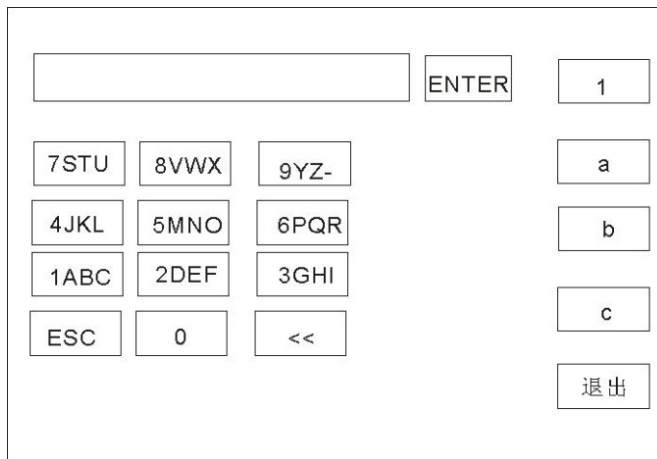 ENTER 1
7STU 8VWX 9YZ- a
4JKL 5MNO 6PQR b
1ABC 2DEF 3GHI
ESC 0 << c
退出